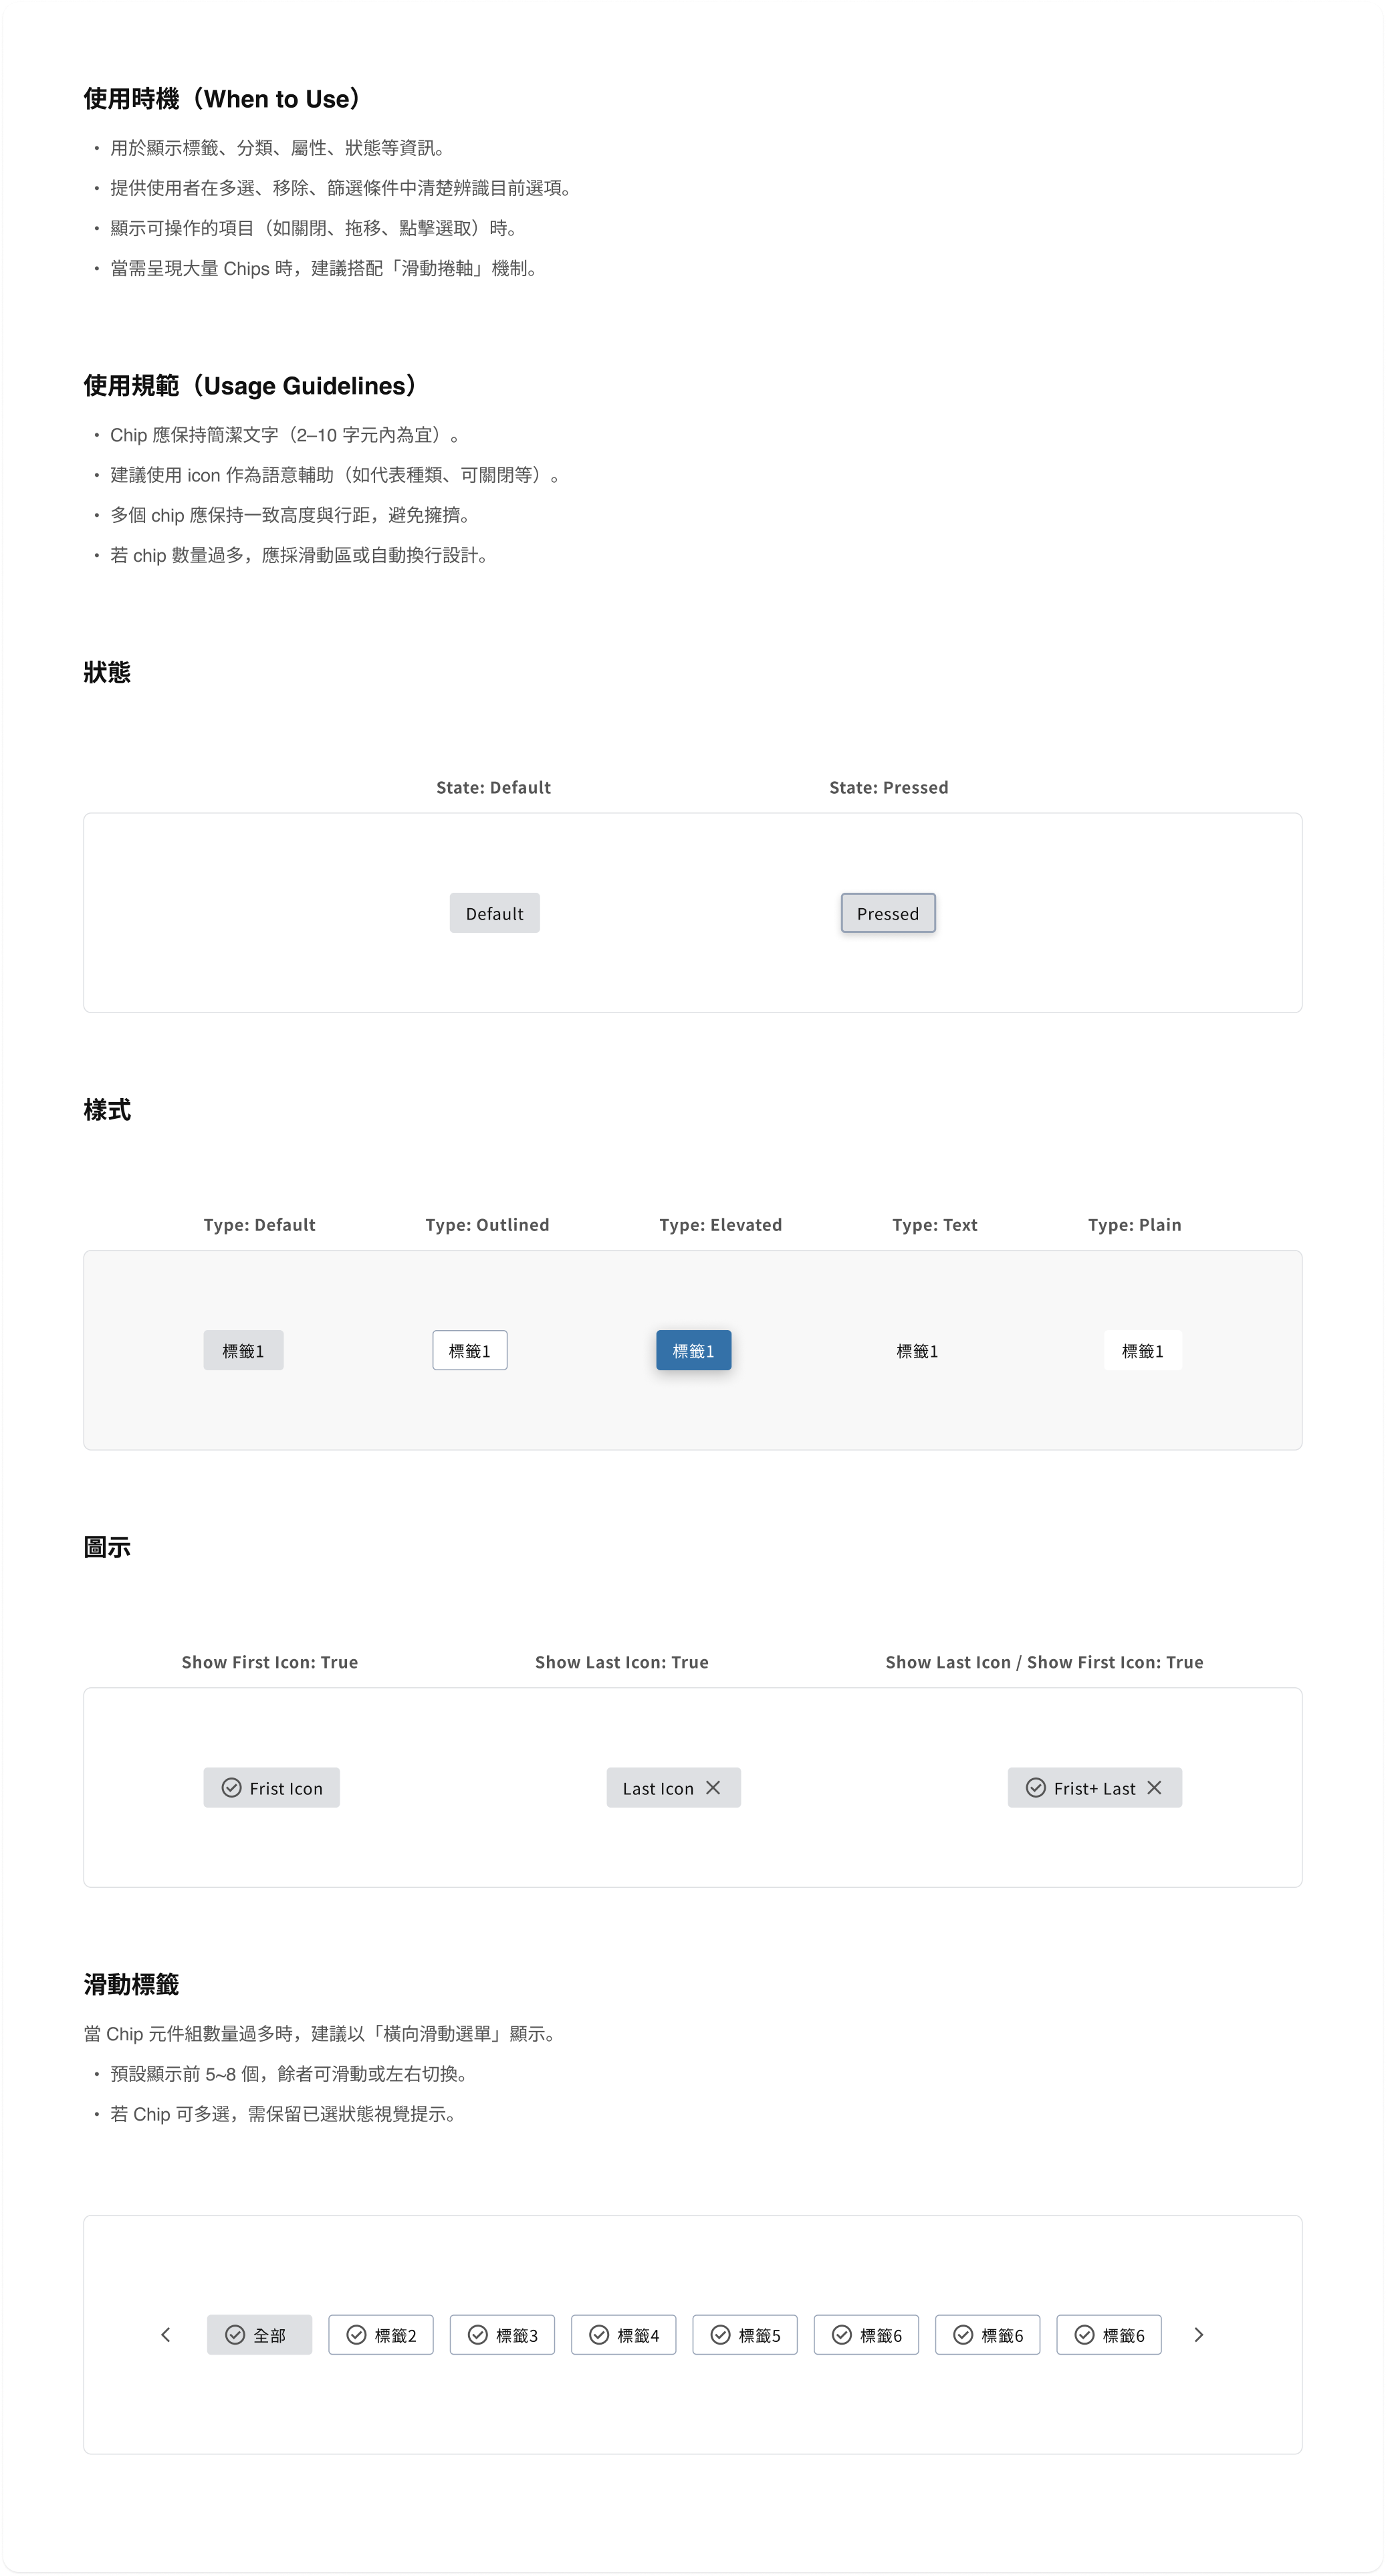 使用時機（When to Use）
• 用於顯示標籤、分類、屬性、狀態等資訊。
• 提供使用者在多選、移除、篩選條件中清楚辨識目前選項。
• 顯示可操作的項目（如關閉、拖移、點擊選取）時。
• 當需呈現大量 Chips 時，建議搭配「滑動捲軸」機制。
使用規範（Usage Guidelines）
• Chip 應保持簡潔文字（2–10 字元內為宜）。
• 建議使用 icon 作為語意輔助（如代表種類、可關閉等）。
• 多個 chip 應保持一致高度與行距，避免擁擠。
• 若 chip 數量過多，應採滑動區或自動換行設計。
狀態
State: Default State: Pressed
Default Pressed
樣式
Type: Default Type: Outlined Type: Elevated Type: Text Type: Plain
標籤1 標籤1 標籤1 標籤1 標籤1
圖示
Show First Icon: True Show Last Icon: True Show Last Icon / Show First Icon: True
Frist Icon Last Icon Frist+ Last
滑動標籤
當 Chip 元件組數量過多時，建議以「橫向滑動選單」顯示。
• 預設顯示前 5~8 個，餘者可滑動或左右切換。
• 若 Chip 可多選，需保留已選狀態視覺提示。
全部 標籤2 標籤3 標籤4 標籤5 標籤6 標籤6 標籤6